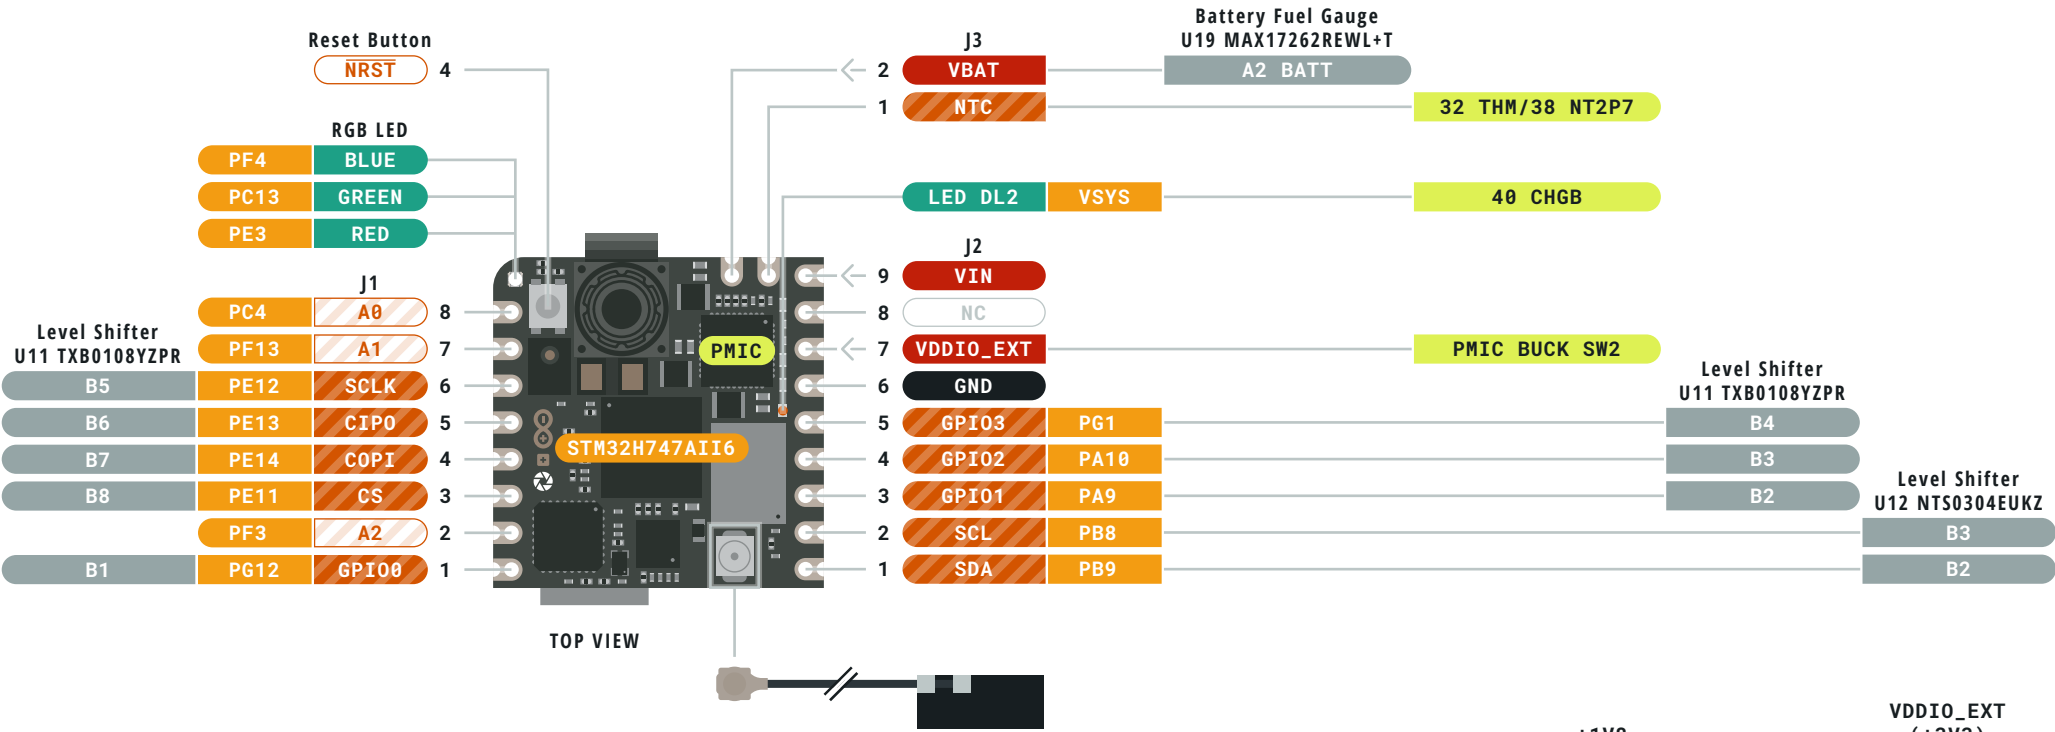 Reset Button
NRST 4
RGB LED
PF4 BLUE
PC13 GREEN
PE3 RED
J1
PC4 A0 8
Level Shifter
U11 TXB0108YZPR
PF13 A1 7
B5 PE12 SCLK 6
B6 PE13 CIPO 5
B7 PE14 COPI 4
B8 PE11 CS 3
PF3 A2 2
B1 PG12 GPIO0 1
PMIC
STM32H747AII6
TOP VIEW
J3
Battery Fuel Gauge
U19 MAX17262REWL+T
2 VBAT A2 BATT
1 NTC 32 THM/38 NT2P7
LED DL2 VSYS 40 CHGB
J2
9 VIN
8 NC
7 VDDIO_EXT PMIC BUCK SW2
6 GND
Level Shifter
U11 TXB0108YZPR
5 GPIO3 PG1 B4
4 GPIO2 PA10 B3
3 GPIO1 PA9 B2
Level Shifter
U12 NTS0304EUKZ
2 SCL PB8 B3
1 SDA PB9 B2
VDDIO_EXT